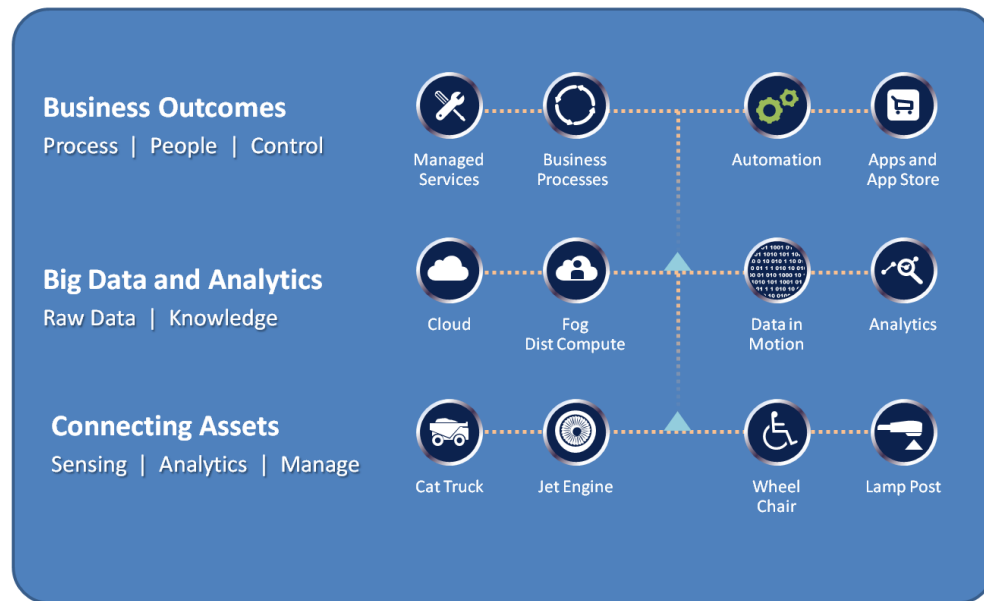 Business Outcomes
Process | People | Control
Managed
Services
Business
Processes
Automation
Apps and
App Store
Big Data and Analytics
Raw Data | Knowledge
Cloud
Fog
Dist Compute
Data in
Motion
Analytics
Connecting Assets
Sensing | Analytics | Manage
Cat Truck
Jet Engine
Wheel
Chair
Lamp Post